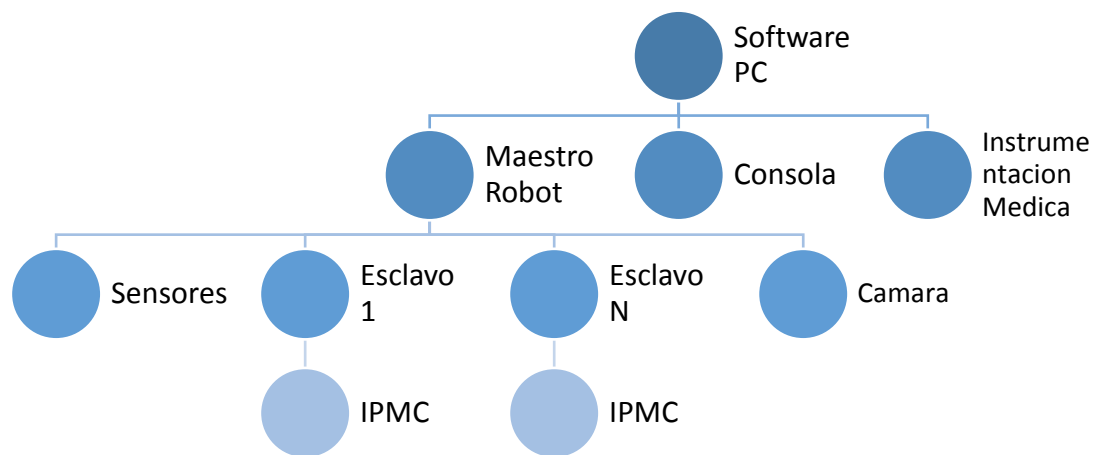 Software
PC
Maestro
Robot
Consola
Instrume
ntacion
Medica
Sensores
Esclavo
1
Esclavo
N
Camara
IPMC
IPMC